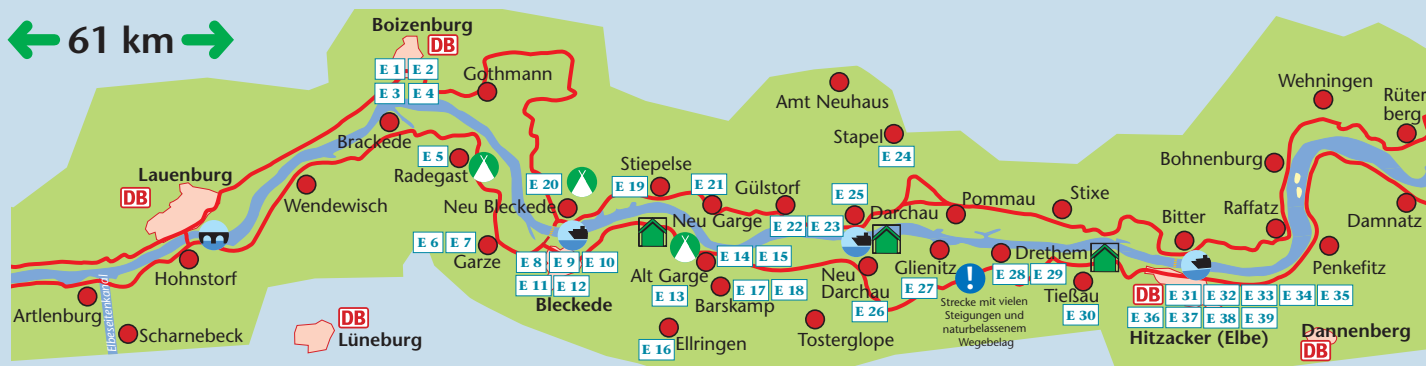 61 km
Boizenburg
DB
E 1
E 2
E 3
E 4
Gothmann
Brackede
E 5
Radegast
Lauenburg
DB
Wendewisch
Hohnstorf
Artlenburg
Elbeseitenkanal
Scharnebeck
DB
Lüneburg
E 6
E 7
Garze
E 20
Neu Bleckede
E 8
E 9
E 10
E 11
E 12
Bleckede
Stiepelse
E 19
E 21
Neu Garge
Gülstorf
Alt Garge
E 13
E 14
E 15
E 17
E 18
Barskamp
E 16
Ellringen
Amt Neuhaus
Stapel
E 24
E 25
E 22
E 23
Darchau
Pommau
Neu
Darchau
E 26
Tosterglope
Glienitz
E 27
Strecke mit vielen
Steigungen und
naturbelassenem
Wegebelag
Stixe
Drethem
E 28
E 29
Tießau
E 30
Bitter
DB
E 31
E 32
E 33
E 34
E 35
E 36
E 37
E 38
E 39
Hitzacker (Elbe)
Wehningen
Rüter
berg
Bohnenburg
Raffatz
Damnatz
Penkefitz
Dannenberg
DB